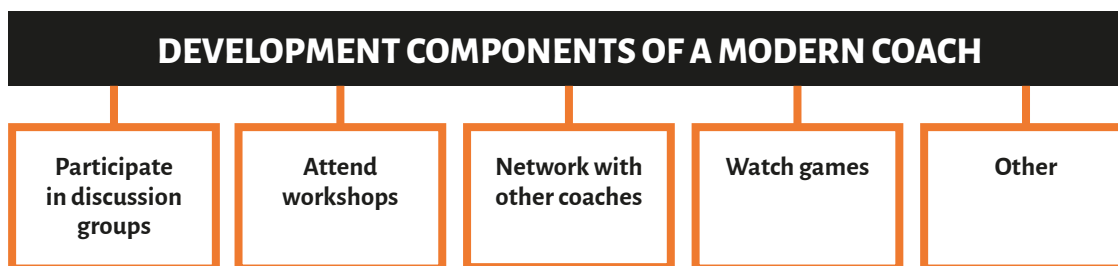 DEVELOPMENT COMPONENTS OF A MODERN COACH
Participate
in discussion
groups
Attend
workshops
Network with
other coaches
Watch games
Other